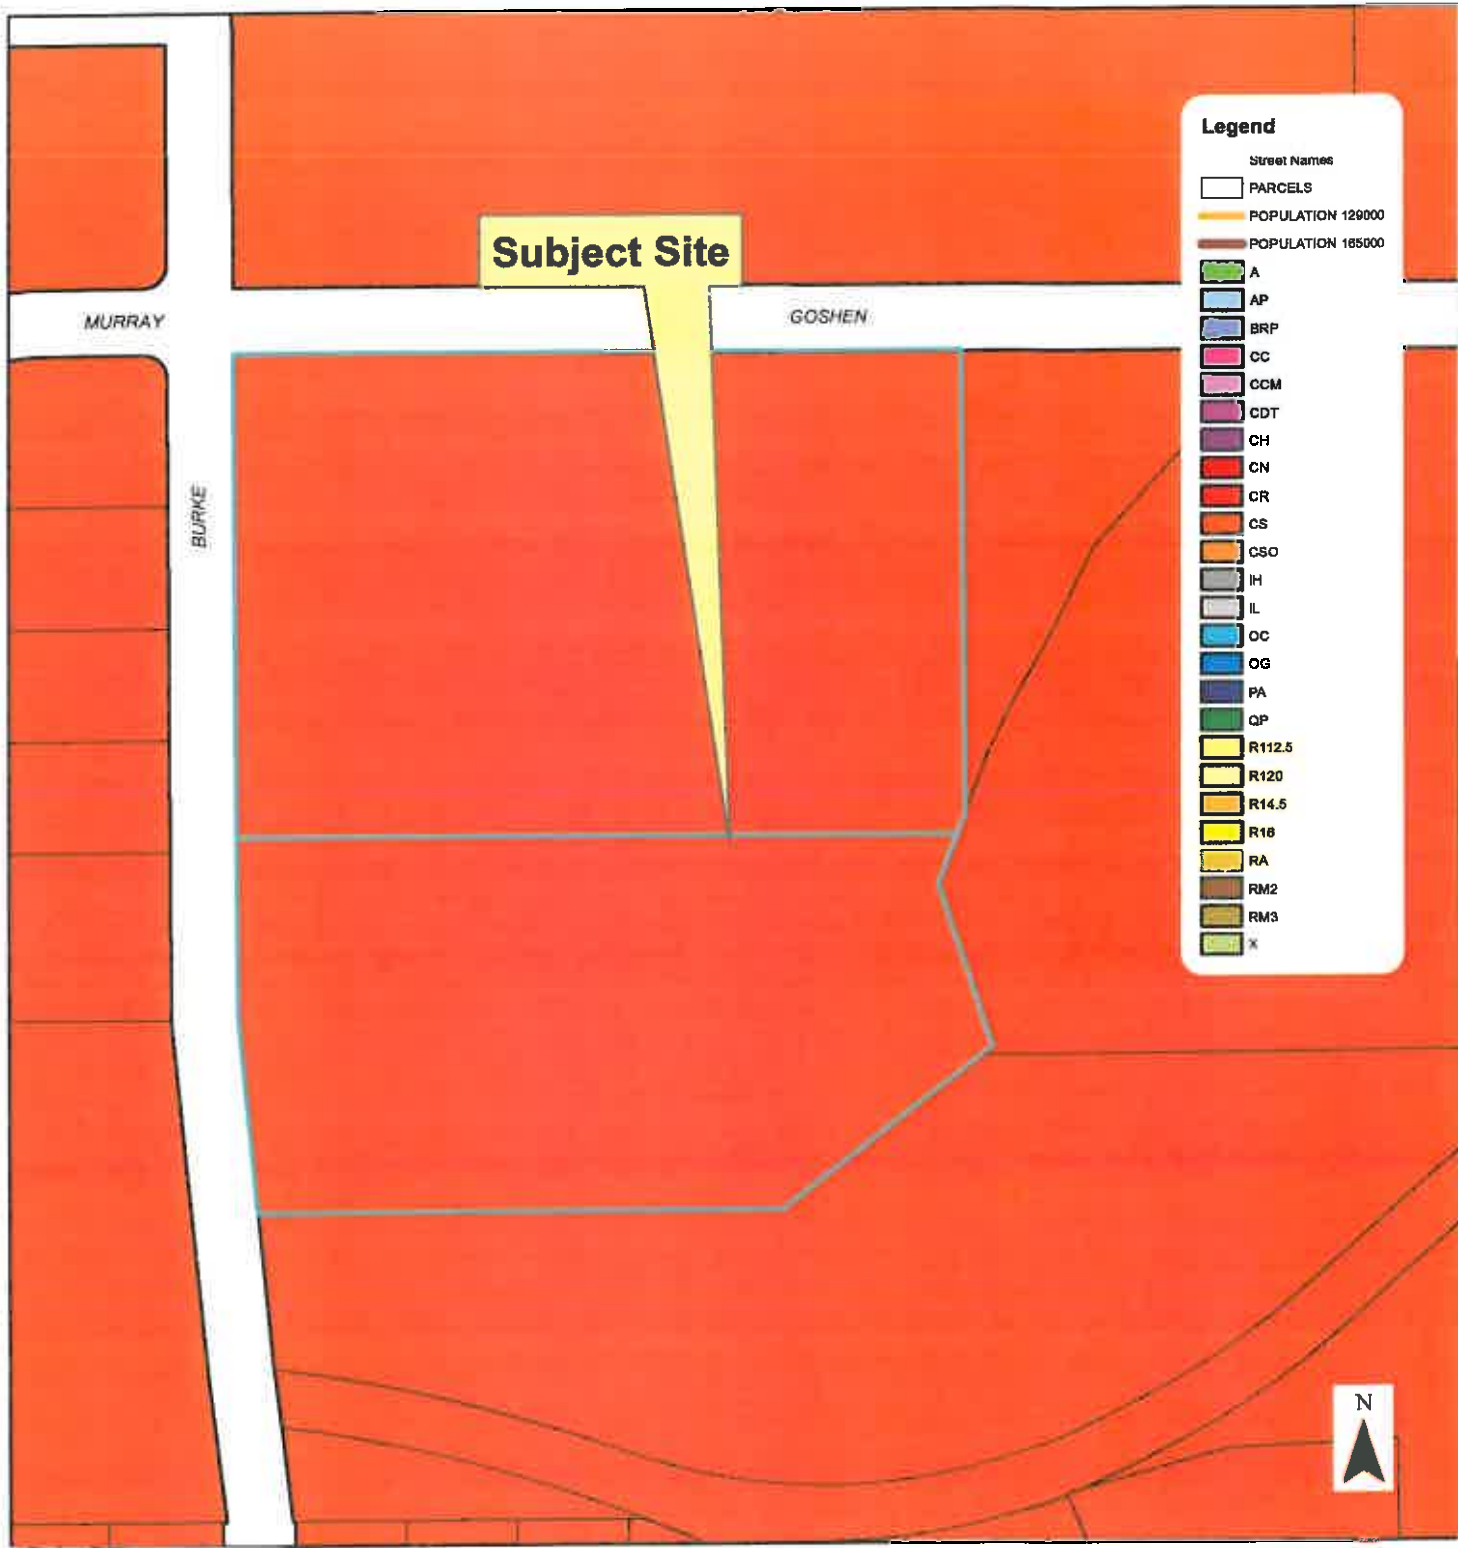 Legend
Street Names
PARCELS
POPULATION 129000
POPULATION 165000
A
AP
BRP
CC
CCM
CDT
CH
CN
CR
CS
CSO
IH
IL
OC
OG
PA
QP
R112.5
R120
R14.5
R16
RA
RM2
RM3
X
Subject Site
MURRAY
GOSHEN
BURKE
N